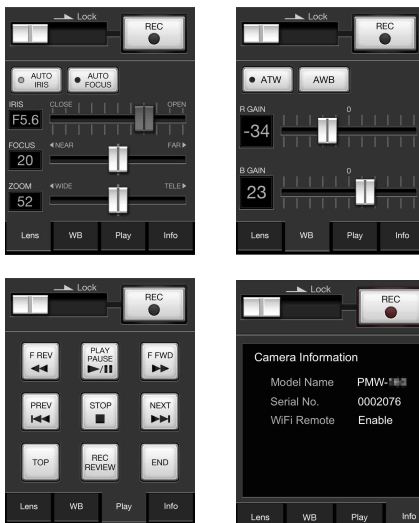 Lock
REC
AUTO IRIS
AUTO FOCUS
IRIS CLOSE OPEN
F5.6
FOCUS NEAR FAR
20
ZOOM WIDE TELE
52
Lens WB Play Info
Lock
REC
ATW AWB
R GAIN 0
-34
B GAIN 0
23
Lens WB Play Info
Lock
REC
F REV
PLAY PAUSE
F FWD
PREV STOP NEXT
TOP
REC REVIEW
END
Lens WB Play Info
Lock
REC
Camera Information
Model Name PMW-
Serial No. 0002076
WiFi Remote Enable
Lens WB Play Info